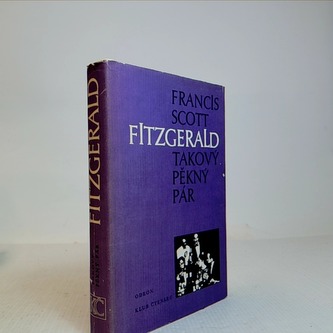 FRANCIS
SCOTT
FITZGERALD
TAKOVÝ
PĚKNÝ
PÁR
ODEON
KLUB ČTENÁŘŮ
FITZGERALD